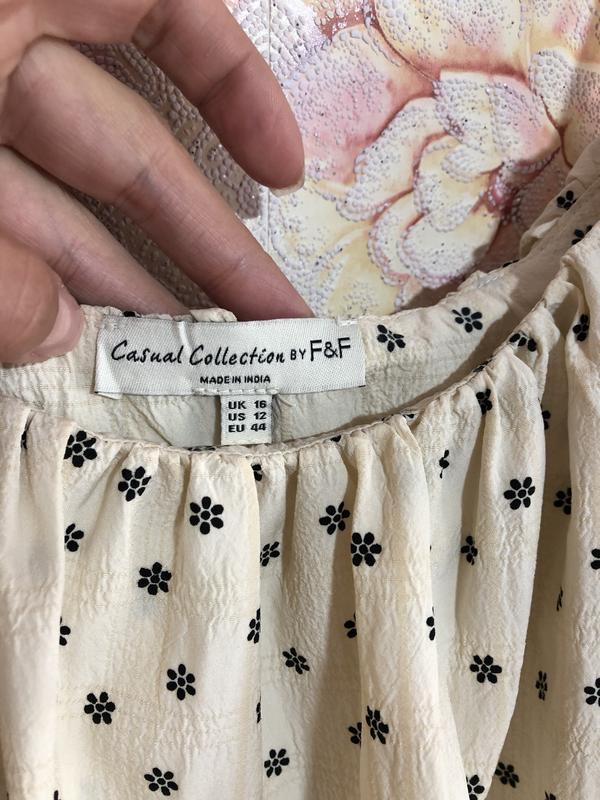 Casual Collection BY F&F
MADE IN INDIA
UK 16
US 12
EU 44